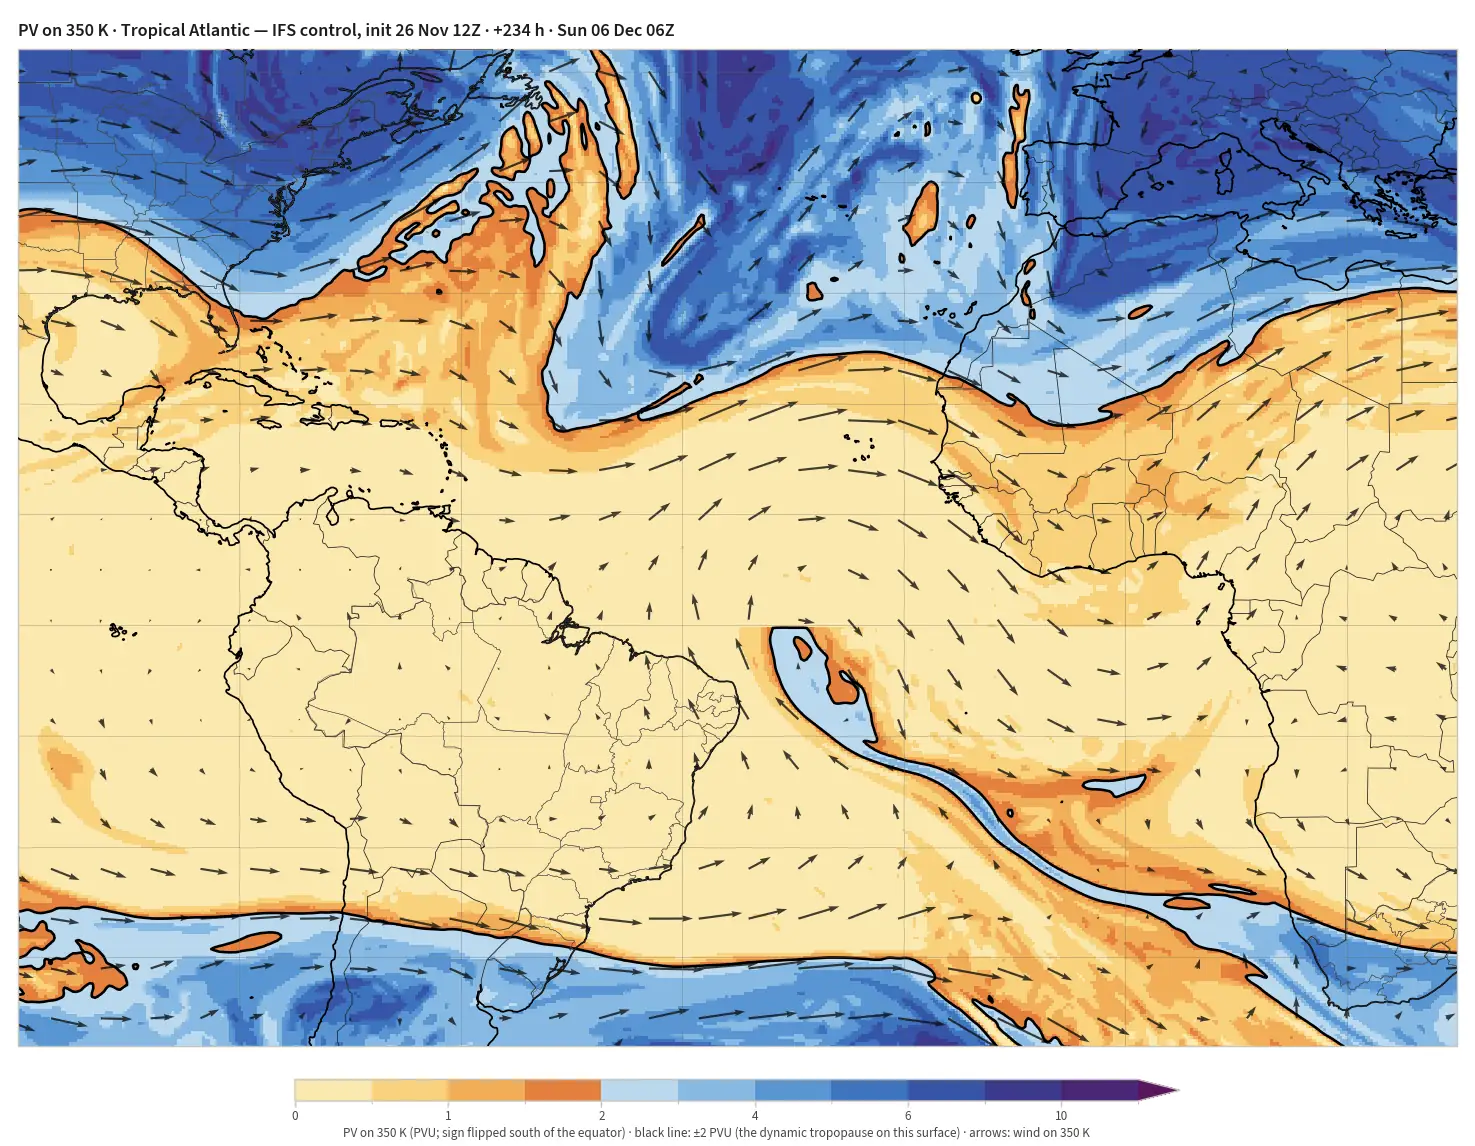 PV on 350 K · Tropical Atlantic — IFS control, init 26 Nov 12Z · +234 h · Sun 06 Dec 06Z
0 1 2 4 6 10
PV on 350 K (PVU; sign flipped south of the equator) · black line: ±2 PVU (the dynamic tropopause on this surface) · arrows: wind on 350 K